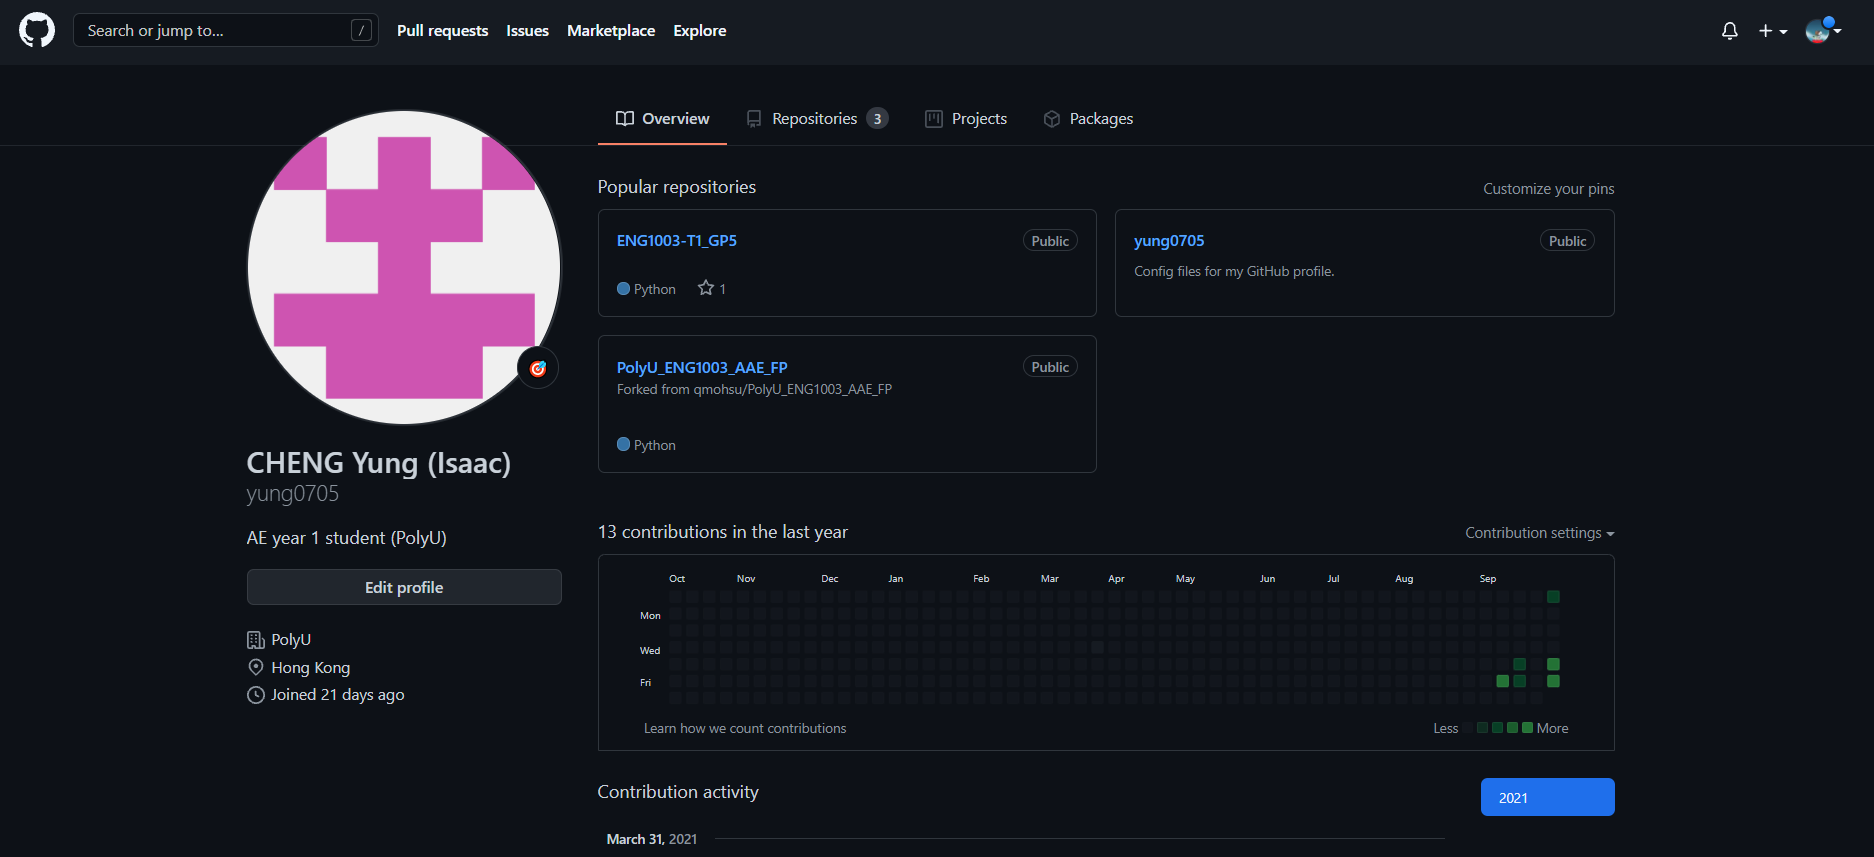 Search or jump to... /
Pull requests Issues Marketplace Explore
Overview Repositories 3 Projects Packages
Popular repositories Customize your pins
ENG1003-T1_GP5 Public
Python 1
yung0705 Public
Config files for my GitHub profile.
PolyU_ENG1003_AAE_FP Public
Forked from qmohsu/PolyU_ENG1003_AAE_FP
Python
CHENG Yung (Isaac)
yung0705
AE year 1 student (PolyU)
Edit profile
PolyU
Hong Kong
Joined 21 days ago
13 contributions in the last year Contribution settings
Oct Nov Dec Jan Feb Mar Apr May Jun Jul Aug Sep
Mon
Wed
Fri
Learn how we count contributions Less More
Contribution activity 2021
March 31, 2021